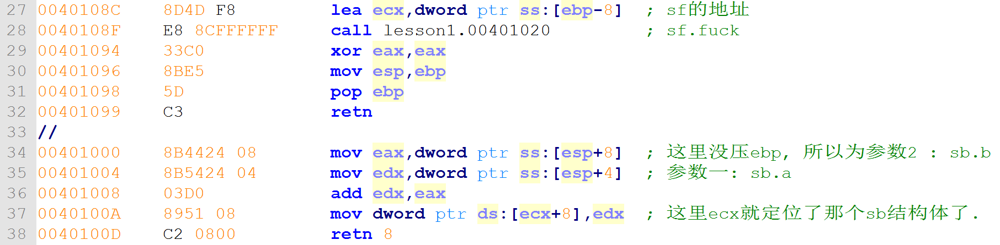 27 0040108C 8D4D F8 lea ecx,dword ptr ss:[ebp-8] ; sf的地址
28 0040108F E8 8CFFFFFF call lesson1.00401020 ; sf.fuck
29 00401094 33C0 xor eax,eax
30 00401096 8BE5 mov esp,ebp
31 00401098 5D pop ebp
32 00401099 C3 retn
33 //
34 00401000 8B4424 08 mov eax,dword ptr ss:[esp+8] ; 这里没压ebp, 所以为参数2 : sb.b
35 00401004 8B5424 04 mov edx,dword ptr ss:[esp+4] ; 参数一: sb.a
36 00401008 03D0 add edx,eax
37 0040100A 8951 08 mov dword ptr ds:[ecx+8],edx ; 这里ecx就定位了那个sb结构体了.
38 0040100D C2 0800 retn 8